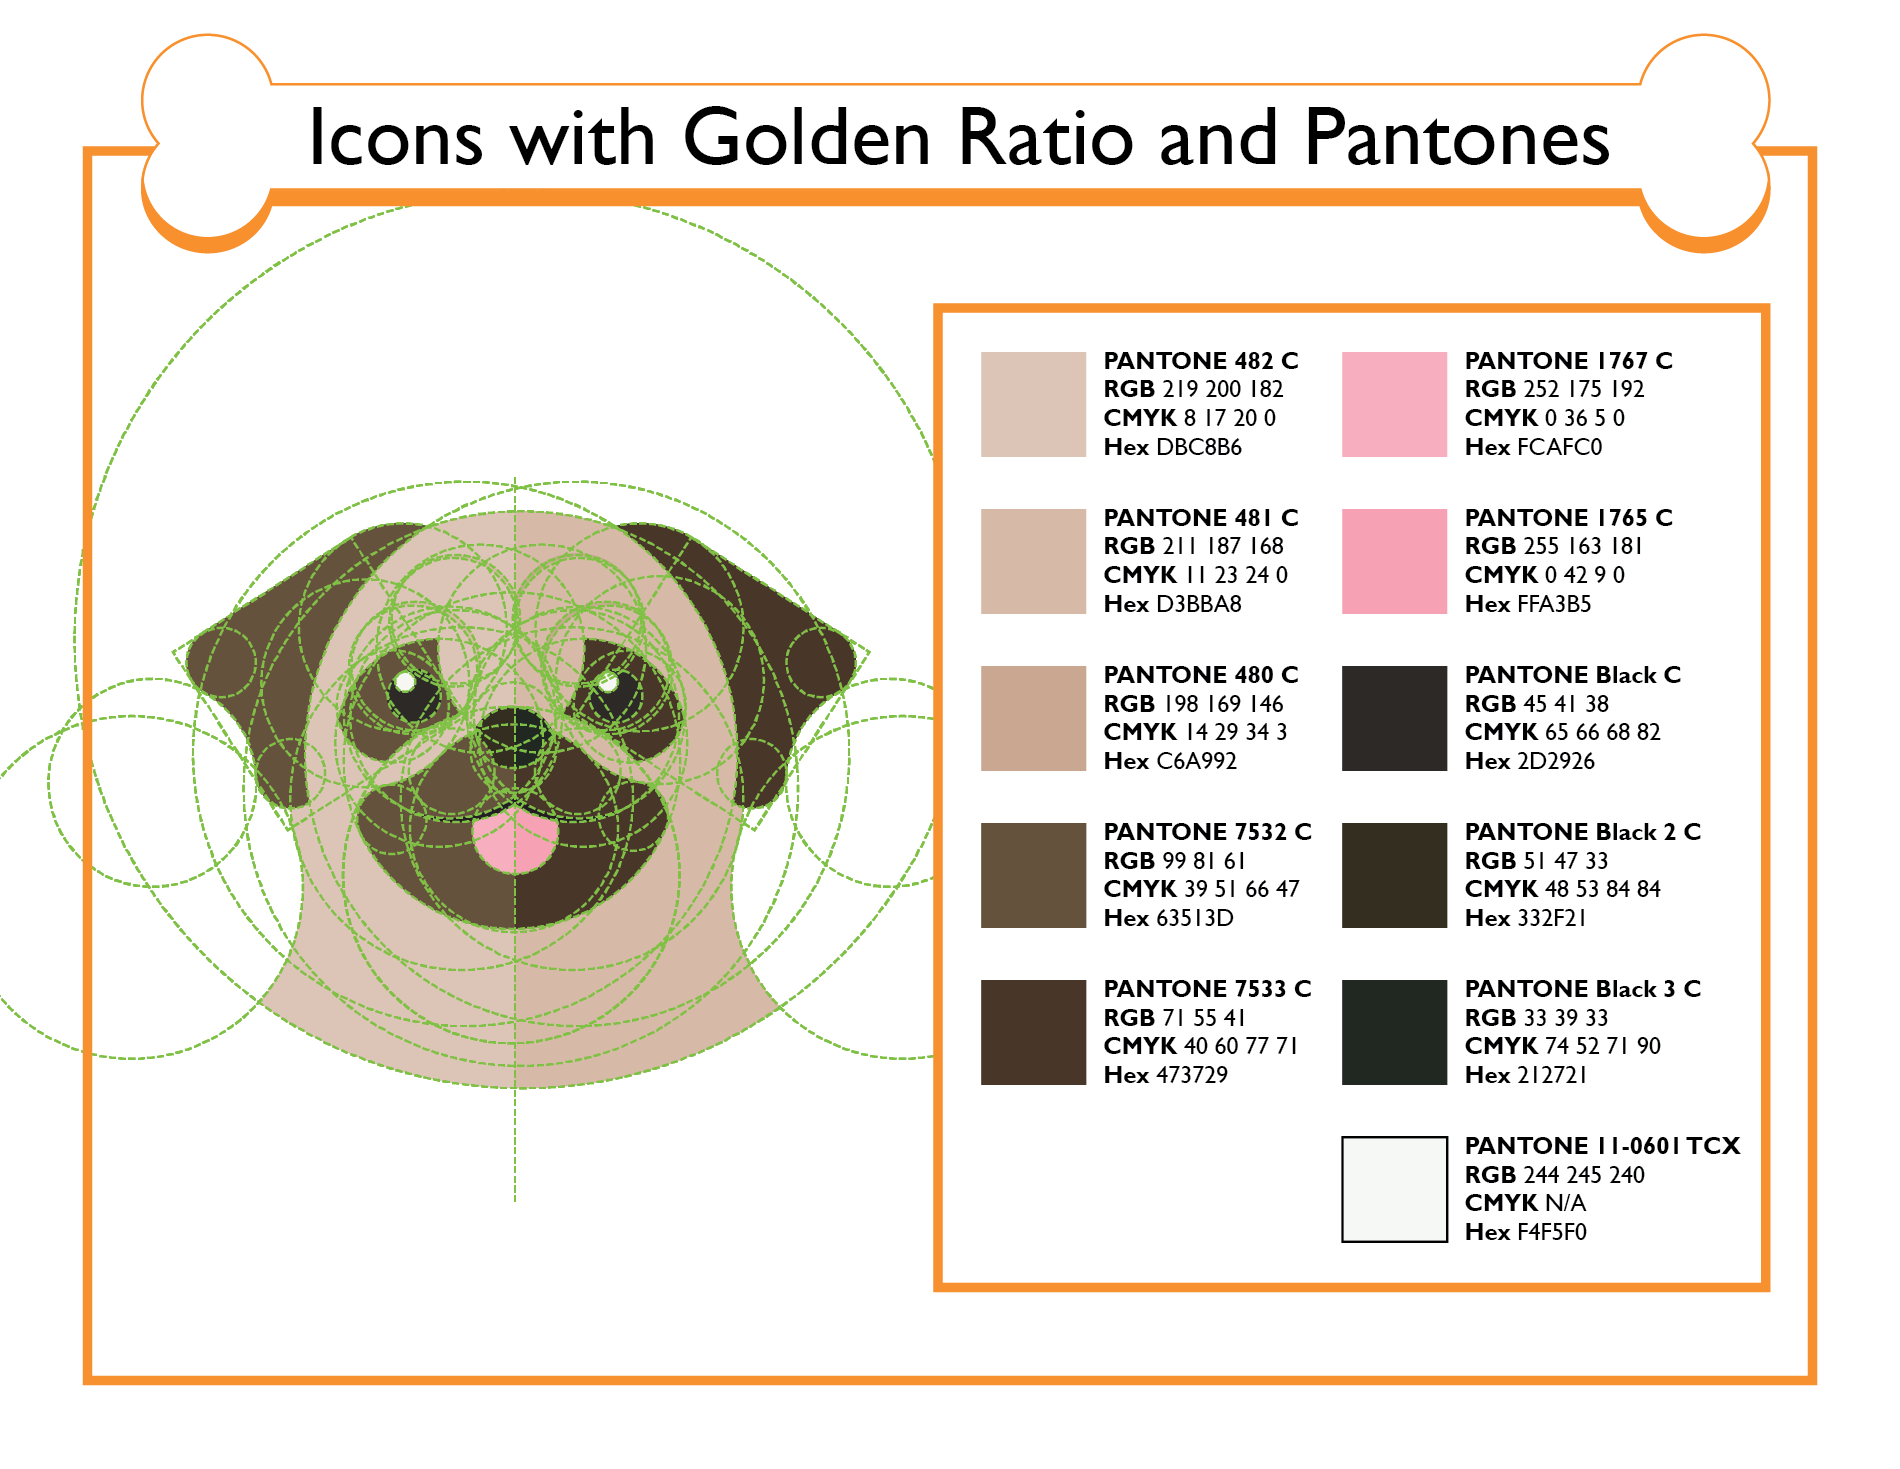 Icons with Golden Ratio and Pantones
PANTONE 482 C
RGB 219 200 182
CMYK 8 17 20 0
Hex DBC8B6
PANTONE 481 C
RGB 211 187 168
CMYK 11 23 24 0
Hex D3BBA8
PANTONE 480 C
RGB 198 169 146
CMYK 14 29 34 3
Hex C6A992
PANTONE 7532 C
RGB 99 81 61
CMYK 39 51 66 47
Hex 63513D
PANTONE 7533 C
RGB 71 55 41
CMYK 40 60 77 71
Hex 473729
PANTONE 1767 C
RGB 252 175 192
CMYK 0 36 5 0
Hex FCAFC0
PANTONE 1765 C
RGB 255 163 181
CMYK 0 42 9 0
Hex FFA3B5
PANTONE Black C
RGB 45 41 38
CMYK 65 66 68 82
Hex 2D2926
PANTONE Black 2 C
RGB 51 47 33
CMYK 48 53 84 84
Hex 332F21
PANTONE Black 3 C
RGB 33 39 33
CMYK 74 52 71 90
Hex 212721
PANTONE 11-0601 TCX
RGB 244 245 240
CMYK N/A
Hex F4F5F0